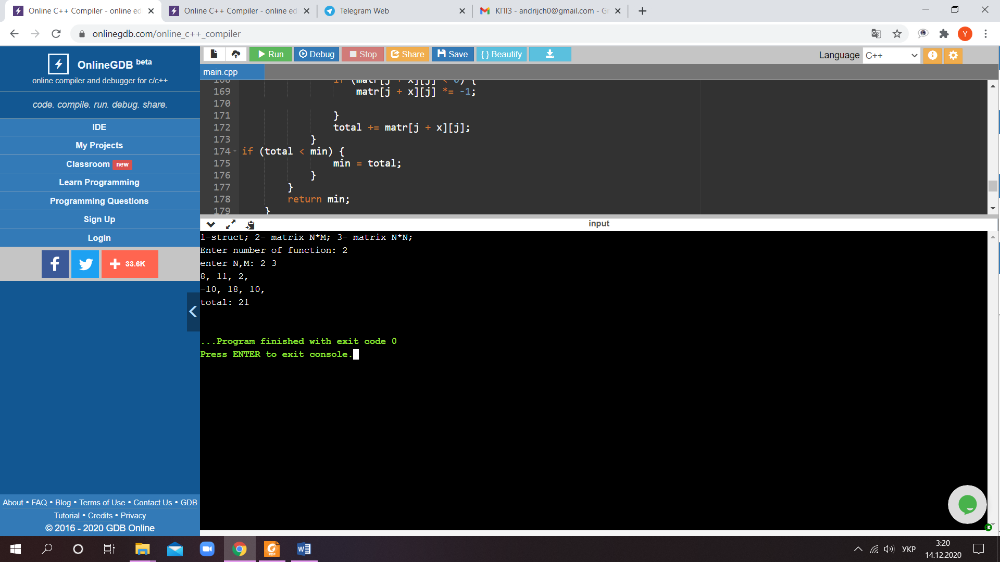 Online C++ Compiler - online ed
Online C++ Compiler - online ed
Telegram Web
КПІЗ - andrijch0@gmail.com - Gr
onlinegdb.com/online_c++_compiler
Y
OnlineGDB beta
online compiler and debugger for c/c++
code. compile. run. debug. share.
IDE
My Projects
Classroom new
Learn Programming
Programming Questions
Sign Up
Login
f
33.6K
About • FAQ • Blog • Terms of Use • Contact Us • GDB
Tutorial • Credits • Privacy
© 2016 - 2020 GDB Online
Run Debug Stop Share Save { } Beautify
Language C++
main.cpp
168 if (matr[j + x][j] < 0) {
169 matr[j + x][j] *= -1;
170
171 }
172 total += matr[j + x][j];
173 }
174 if (total < min) {
175 min = total;
176 }
177 }
178 return min;
179 }
input
1-struct; 2- matrix N*M; 3- matrix N*N;
Enter number of function: 2
enter N,M: 2 3
8, 11, 2,
-10, 18, 10,
total: 21
...Program finished with exit code 0
Press ENTER to exit console.
УКР
3:20
14.12.2020